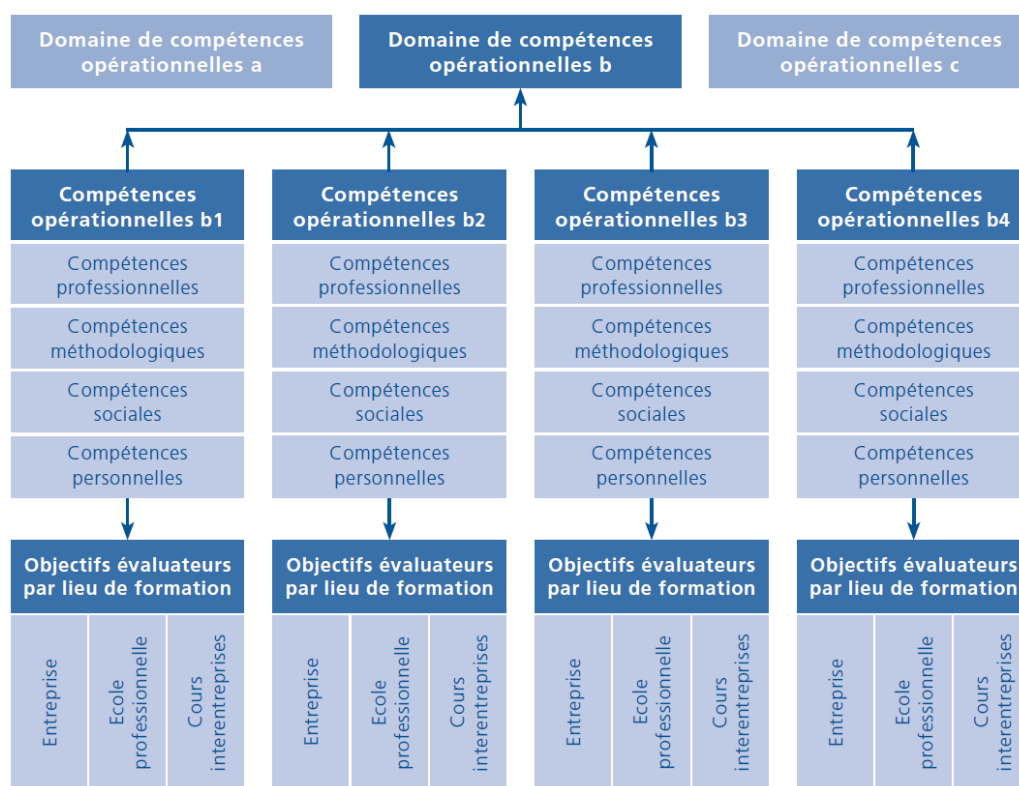 Domaine de compétences
opérationnelles a
Domaine de compétences
opérationnelles b
Domaine de compétences
opérationnelles c
Compétences
opérationnelles b1
Compétences
opérationnelles b2
Compétences
opérationnelles b3
Compétences
opérationnelles b4
Compétences
professionnelles
Compétences
professionnelles
Compétences
professionnelles
Compétences
professionnelles
Compétences
méthodologiques
Compétences
méthodologiques
Compétences
méthodologiques
Compétences
méthodologiques
Compétences
sociales
Compétences
sociales
Compétences
sociales
Compétences
sociales
Compétences
personnelles
Compétences
personnelles
Compétences
personnelles
Compétences
personnelles
Objectifs évaluateurs
par lieu de formation
Objectifs évaluateurs
par lieu de formation
Objectifs évaluateurs
par lieu de formation
Objectifs évaluateurs
par lieu de formation
Entreprise
Ecole
professionnelle
Cours
interentreprises
Entreprise
Ecole
professionnelle
Cours
interentreprises
Entreprise
Ecole
professionnelle
Cours
interentreprises
Entreprise
Ecole
professionnelle
Cours
interentreprises